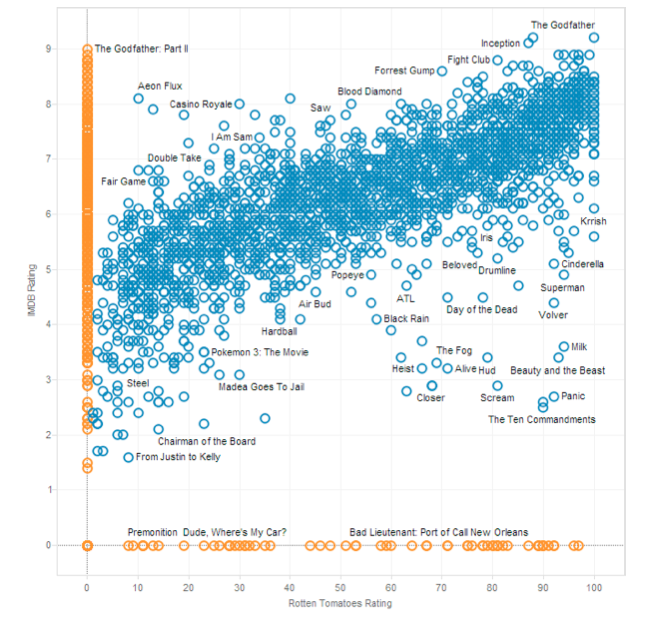 The Godfather
Inception
9
The Godfather: Part II
Fight Club
Forrest Gump
Aeon Flux
Blood Diamond
8
Casino Royale
Saw
I Am Sam
7
Double Take
Fair Game
6
Krrish
Iris
5
Popeye
Beloved
Drumline
Cinderella
Superman
ATL
Air Bud
Day of the Dead
Volver
4
Hardball
Black Rain
Pokemon 3: The Movie
The Fog
Milk
3
Steel
Madea Goes To Jail
Heist
Alive
Hud
Beauty and the Beast
Closer
Scream
Panic
The Ten Commandments
2
Chairman of the Board
From Justin to Kelly
1
Premonition Dude, Where's My Car?
Bad Lieutenant: Port of Call New Orleans
0
IMDB Rating
0 10 20 30 40 50 60 70 80 90 100
Rotten Tomatoes Rating